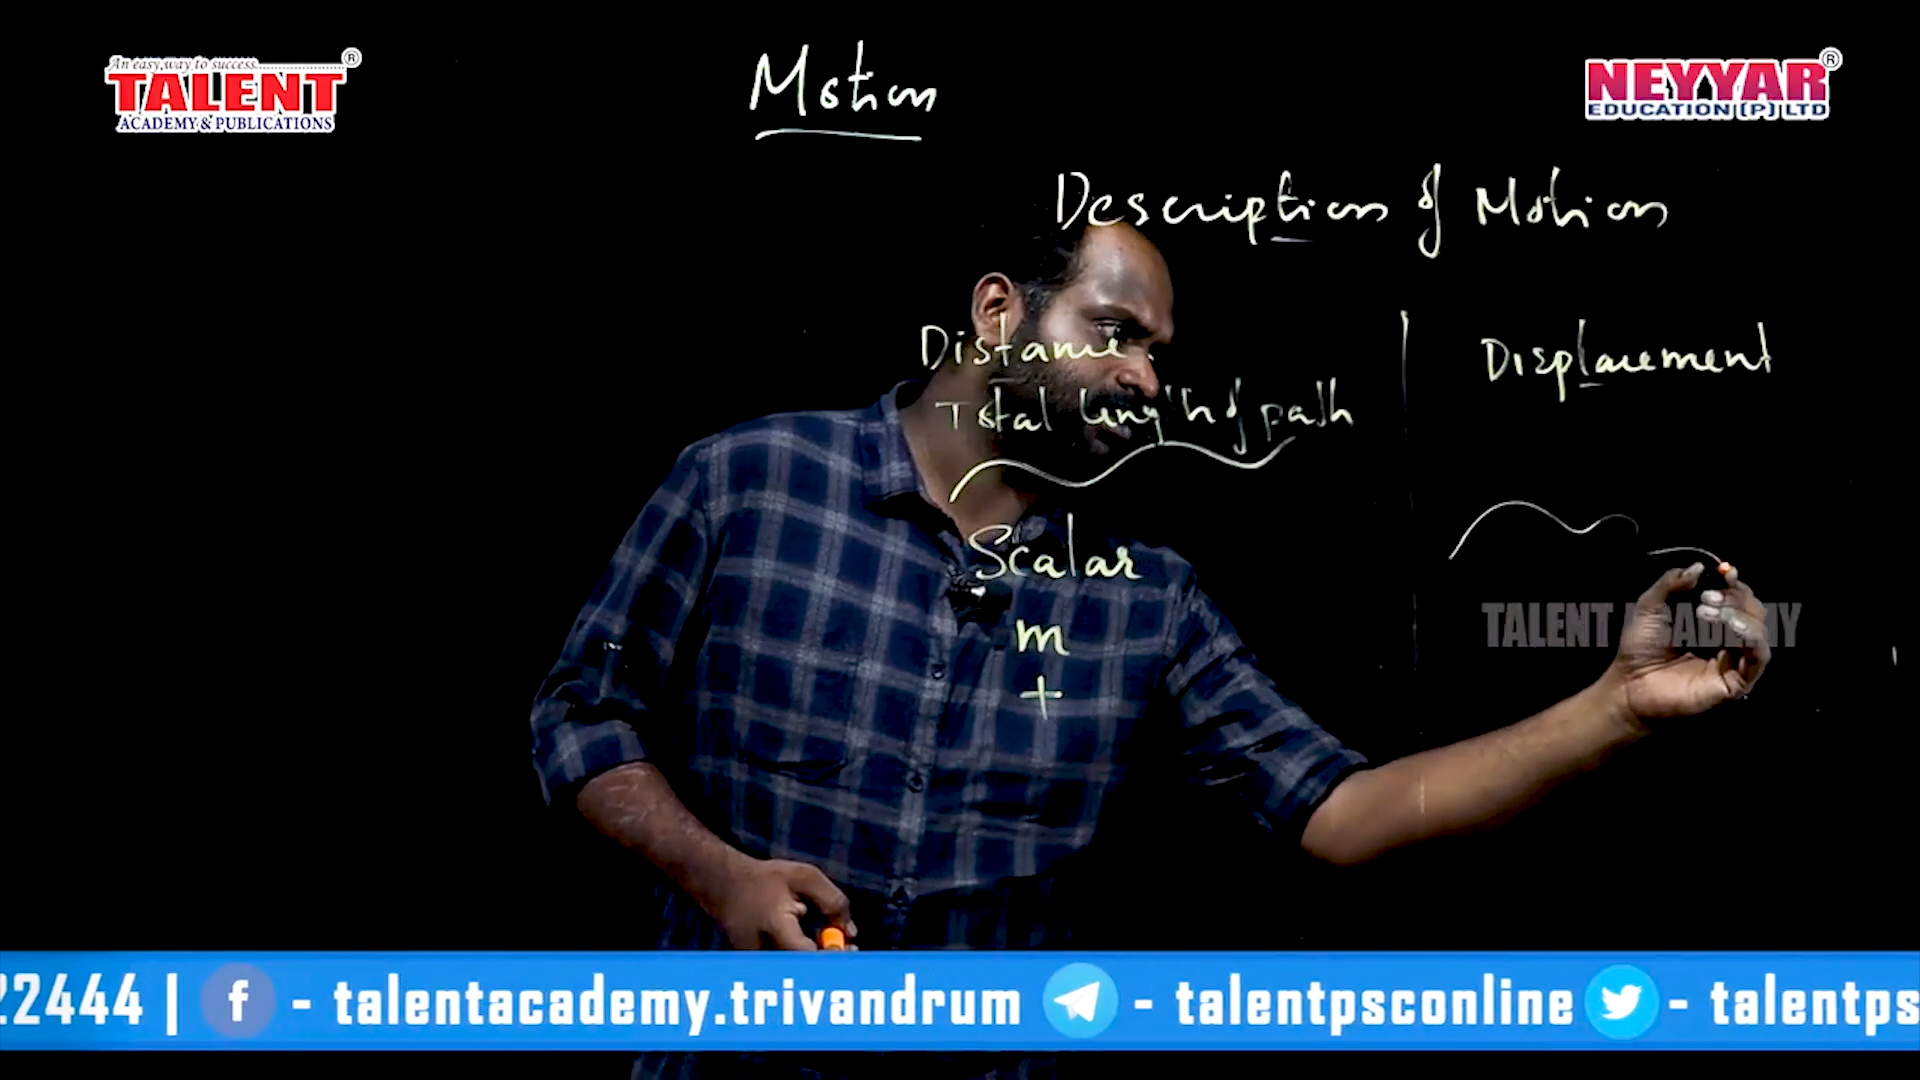 An easy way to success
TALENT®
ACADEMY & PUBLICATIONS
NEYYAR®
EDUCATION (P) LTD
Motion
Description of Motion
Distance
Total length of path
Scalar
m
+
Displacement
TALENT ACADEMY
22444 | f - talentacademy.trivandrum - talentpsconline - talentps